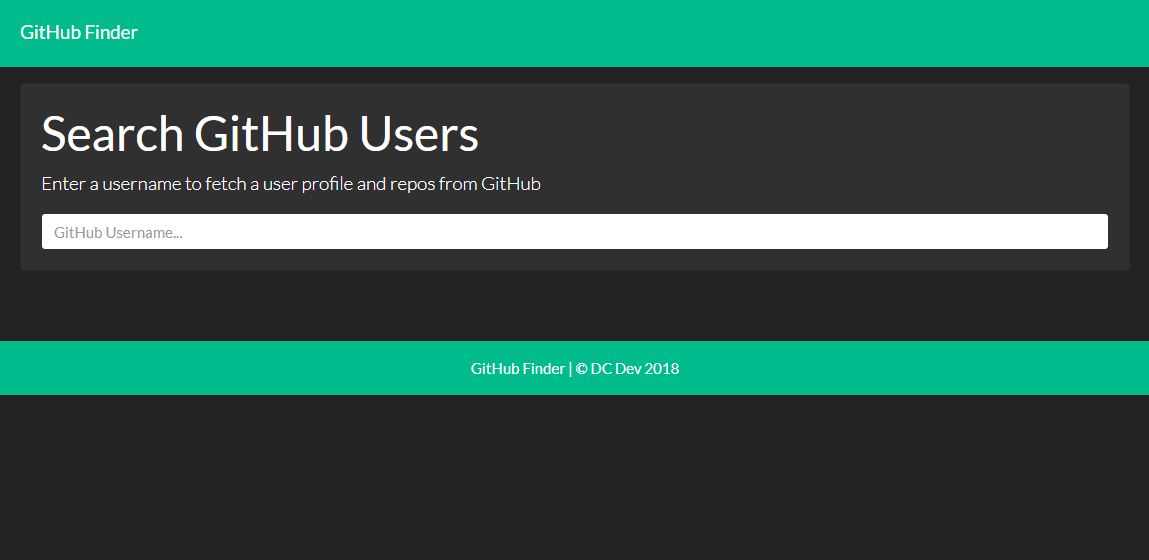 GitHub Finder
Search GitHub Users
Enter a username to fetch a user profile and repos from GitHub
GitHub Username...
GitHub Finder | © DC Dev 2018